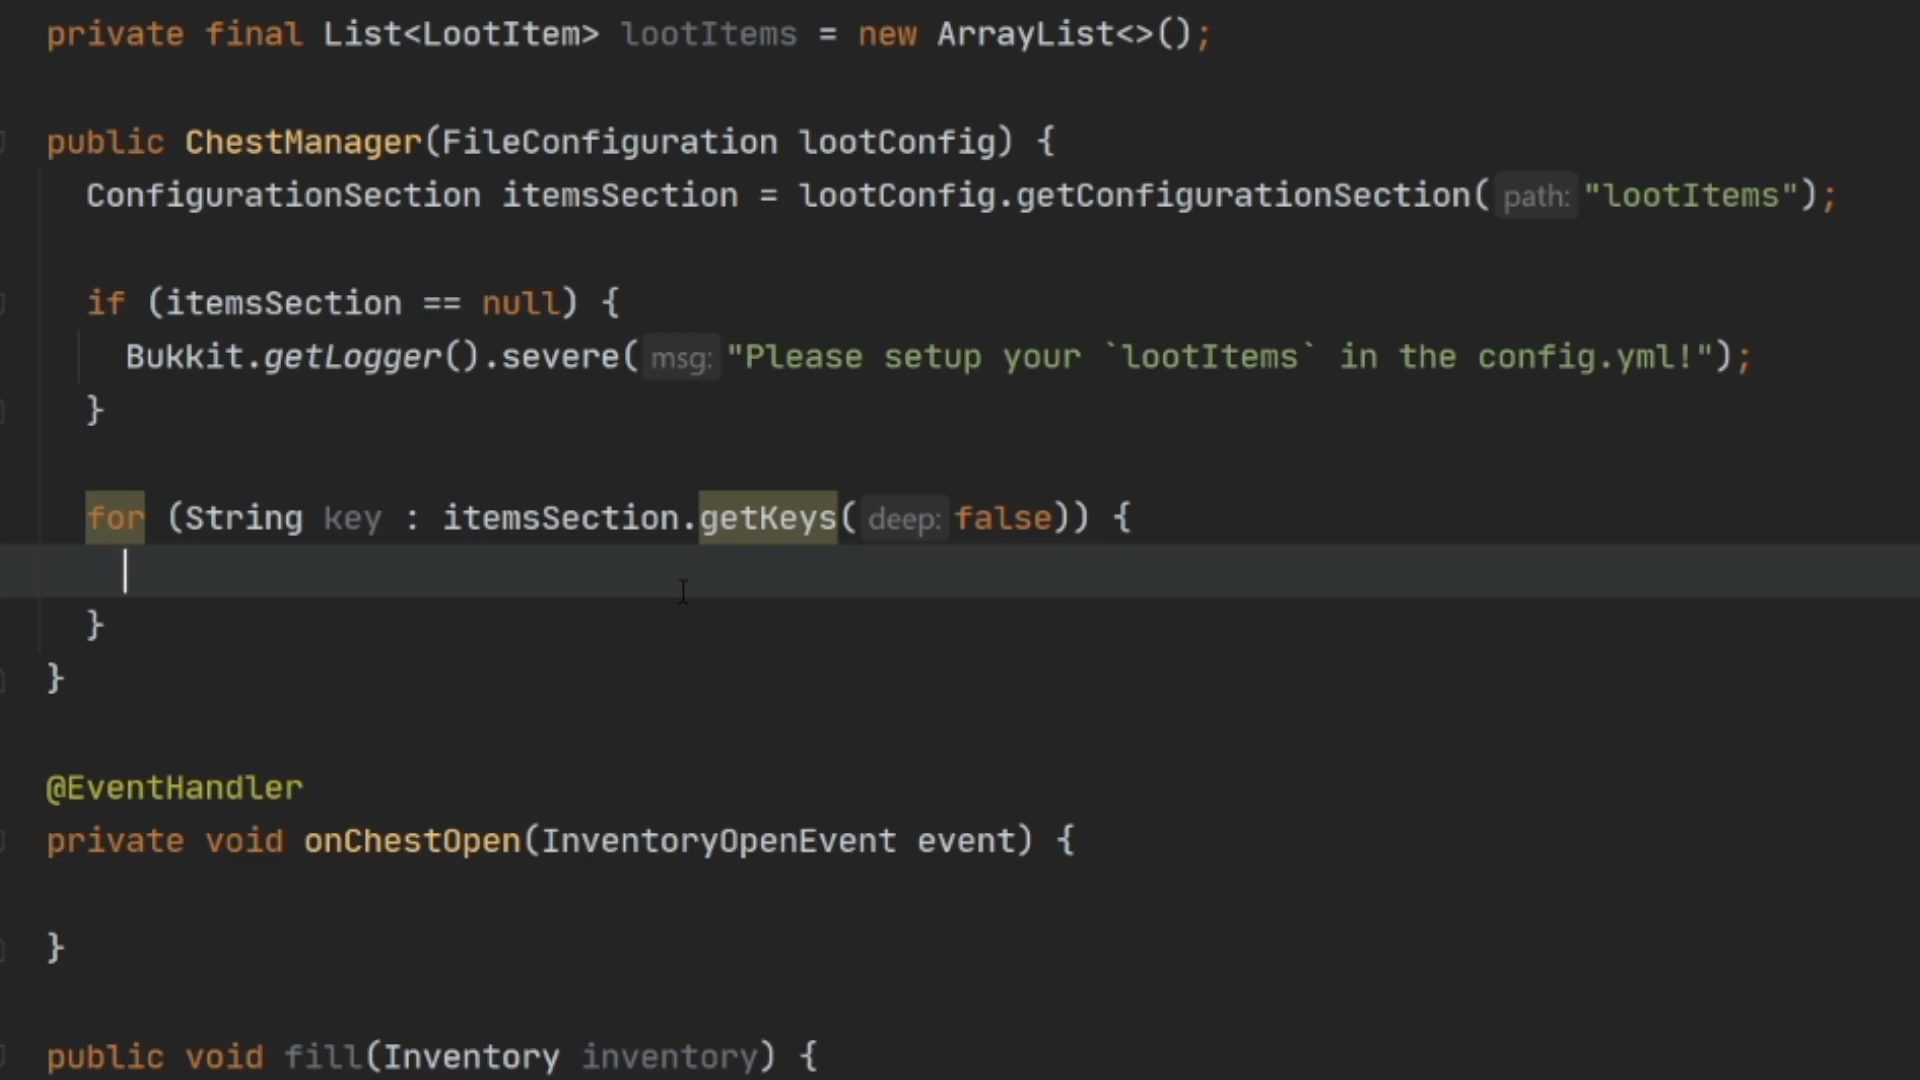 private final List<LootItem> lootItems = new ArrayList<>();
public ChestManager(FileConfiguration lootConfig) {
ConfigurationSection itemsSection = lootConfig.getConfigurationSection( path: "lootItems");
if (itemsSection == null) {
Bukkit.getLogger().severe( msg: "Please setup your `lootItems` in the config.yml!");
}
for (String key : itemsSection.getKeys( deep: false)) {
}
}
@EventHandler
private void onChestOpen(InventoryOpenEvent event) {
}
public void fill(Inventory inventory) {